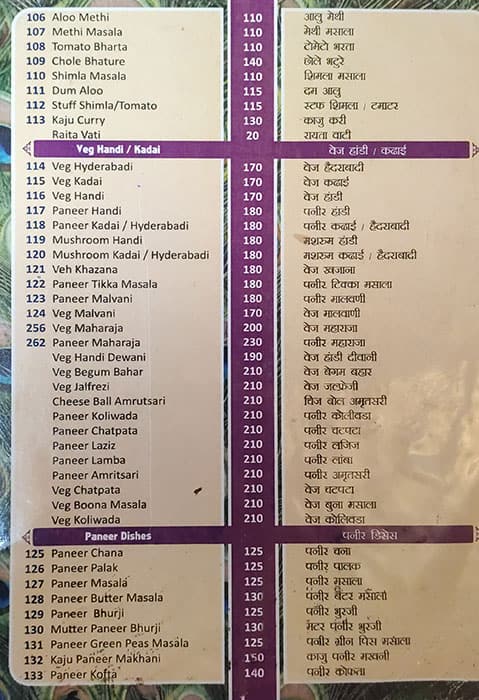 106 Aloo Methi 110 आलु मेथी
107 Methi Masala 110 मेथी मसाला
108 Tomato Bharta 110 टोमेटो भरता
109 Chole Bhature 140 छोले भटुरे
110 Shimla Masala 110 शिमला मसाला
111 Dum Aloo 115 दम आलु
112 Stuff Shimla/Tomato 115 स्टफ शिमला / टमाटर
113 Kaju Curry 130 काजु करी
Raita Vati 20 रायता वाटी
Veg Handi / Kadai वेज हांडी / कढाई
114 Veg Hyderabadi 170 वेज हैदराबादी
115 Veg Kadai 170 वेज कढाई
116 Veg Handi 170 वेज हांडी
117 Paneer Handi 180 पनीर हांडी
118 Paneer Kadai / Hyderabadi 180 पनीर कढाई / हैदराबादी
119 Mushroom Handi 180 मशरुम हांडी
120 Mushroom Kadai / Hyderabadi 180 मशरुम कढाई / हैदराबादी
121 Veh Khazana 180 वेज खजाना
122 Paneer Tikka Masala 180 पनीर टिक्का मसाला
123 Paneer Malvani 180 पनीर मालवणी
124 Veg Malvani 170 वेज मालवाणी
256 Veg Maharaja 200 वेज महाराजा
262 Paneer Maharaja 230 पनीर महाराजा
Veg Handi Dewani 190 वेज हांडी दीवानी
Veg Begum Bahar 210 वेज बेगम बहार
Veg Jalfrezi 210 वेज जलफ्रेजी
Cheese Ball Amrutsari 210 चिज बोल अमृतसरी
Paneer Koliwada 210 पनीर कोलीवडा
Paneer Chatpata 210 पनीर चटपटा
Paneer Laziz 210 पनीर लजिज
Paneer Lamba 210 पनीर लांबा
Paneer Amritsari 210 पनीर अमृतसरी
Veg Chatpata 210 वेज चटपटा
Veg Boona Masala 210 वेज बुना मसाला
Veg Koliwada 210 वेज कोलिवडा
Paneer Dishes पनीर डिसेस
125 Paneer Chana 125 पनीर चना
126 Paneer Palak 125 पनीर पालक
127 Paneer Masala 125 पनीर मसाला
128 Paneer Butter Masala 130 पनीर बटर मसाला
129 Paneer Bhurji 125 पनीर भुरजी
130 Mutter Paneer Bhurji 130 मटर पनीर भुरजी
131 Paneer Green Peas Masala 125 पनीर ग्रीन पिस मसाला
132 Kaju Paneer Makhani 150 काजु पनीर मखनी
133 Paneer Kofta 140 पनीर कोफता